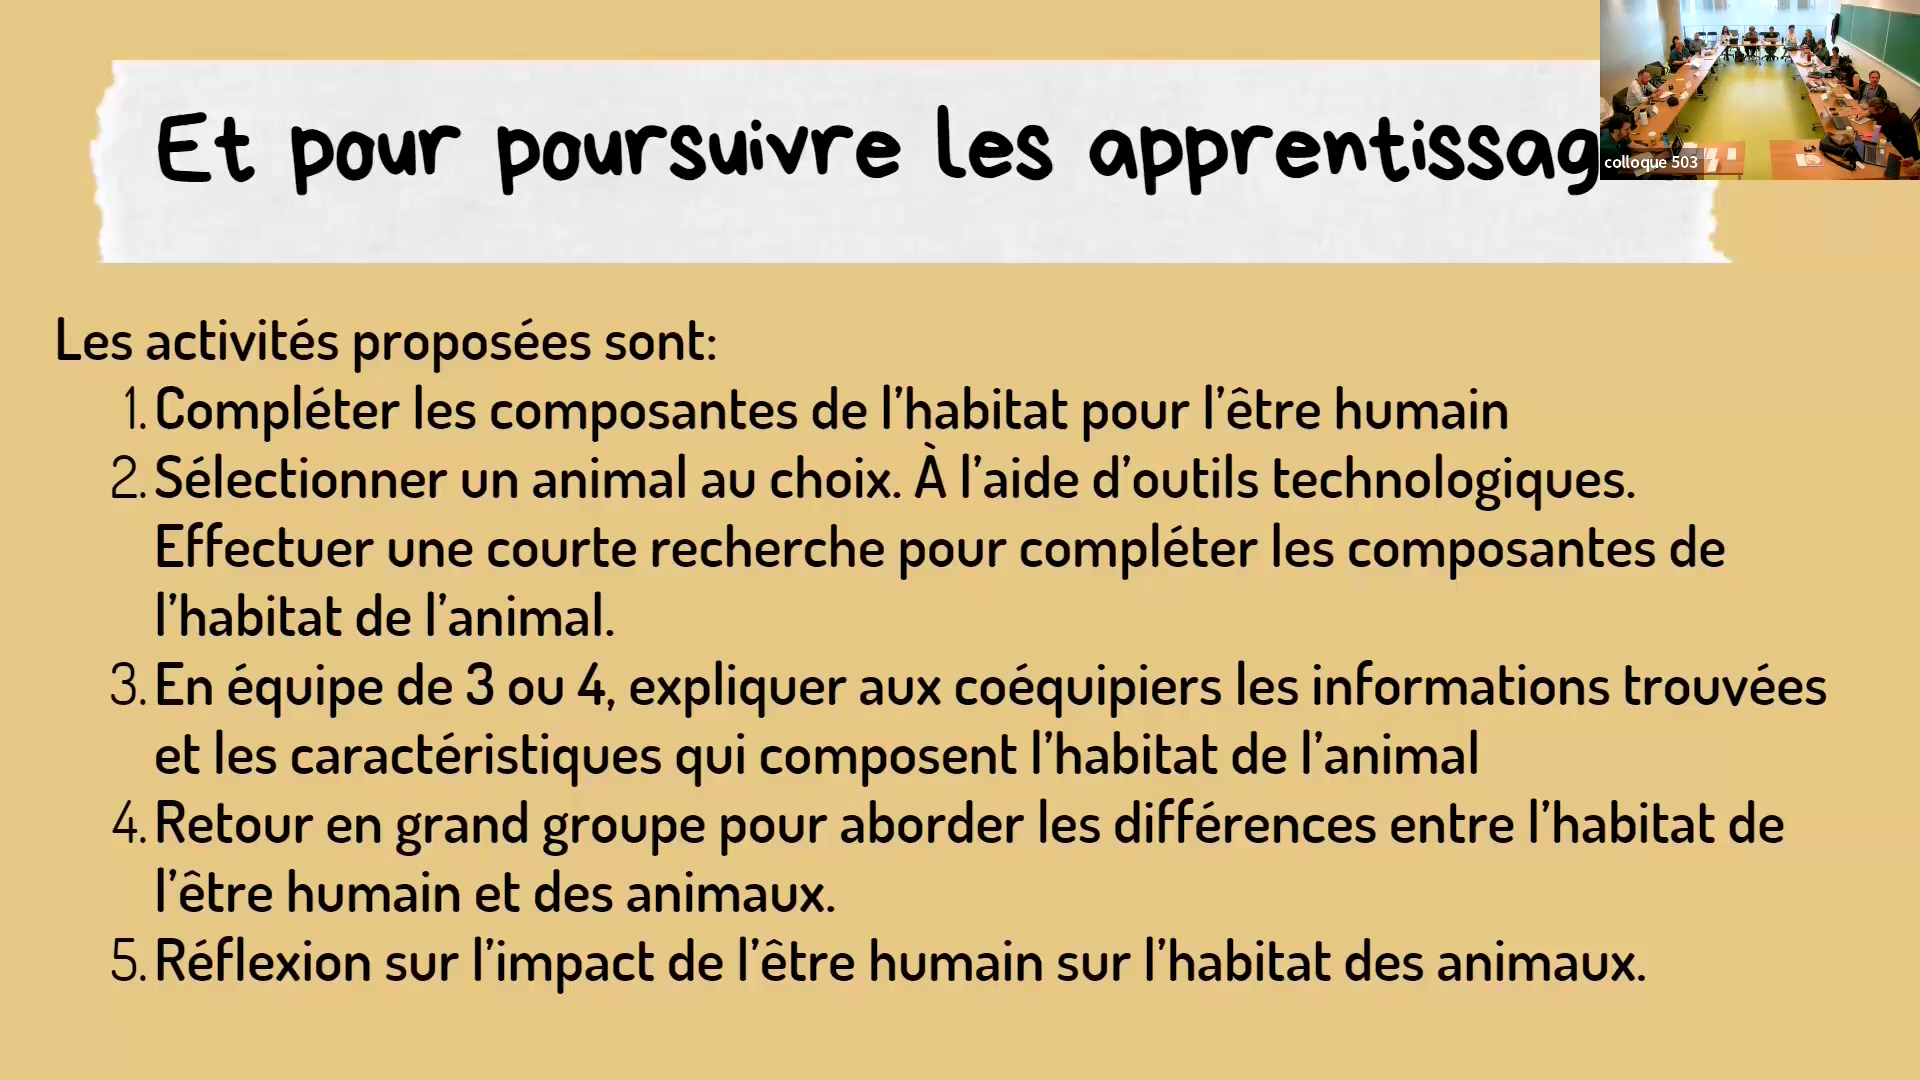 Et pour poursuivre les apprentissag
colloque 503
Les activités proposées sont:
1. Compléter les composantes de l'habitat pour l'être humain
2. Sélectionner un animal au choix. À l'aide d'outils technologiques.
Effectuer une courte recherche pour compléter les composantes de
l'habitat de l'animal.
3. En équipe de 3 ou 4, expliquer aux coéquipiers les informations trouvées
et les caractéristiques qui composent l'habitat de l'animal
4. Retour en grand groupe pour aborder les différences entre l'habitat de
l'être humain et des animaux.
5. Réflexion sur l'impact de l'être humain sur l'habitat des animaux.